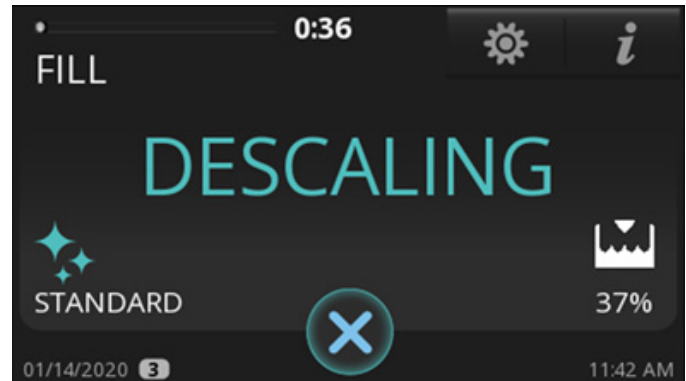 0:36
FILL
DESCALING
STANDARD 37%
01/14/2020 3 11:42 AM